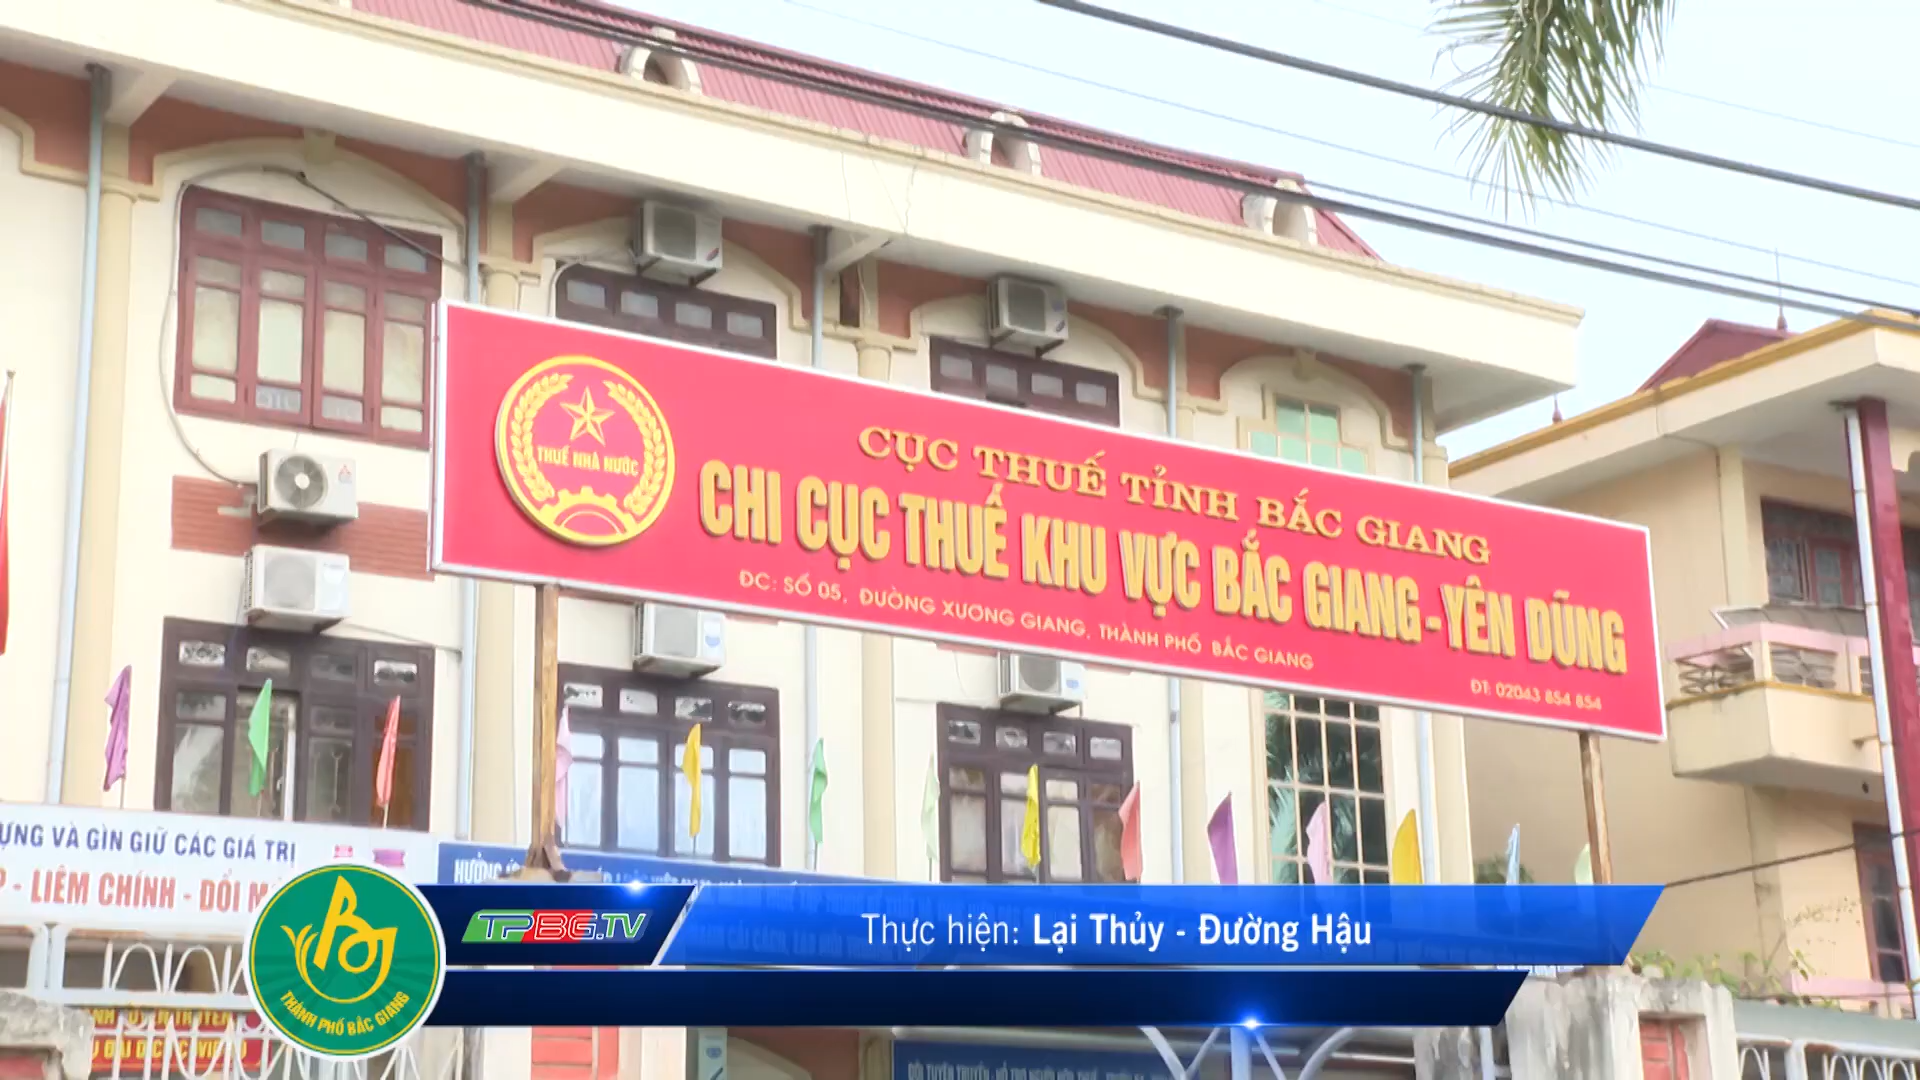 THUẾ NHÀ NƯỚC
CỤC THUẾ TỈNH BẮC GIANG
CHI CỤC THUẾ KHU VỰC BẮC GIANG-YÊN DŨNG
ĐC: SỐ 05, ĐƯỜNG XƯƠNG GIANG, THÀNH PHỐ BẮC GIANG
ĐT: 02043 854 854
VÀ GÌN GIỮ CÁC GIÁ TRỊ
- LIÊM CHÍNH - ĐỔI
HƯỞNG
TPBG.TV
Thực hiện: Lại Thủy - Đường Hậu
THÀNH PHỐ BẮC GIANG